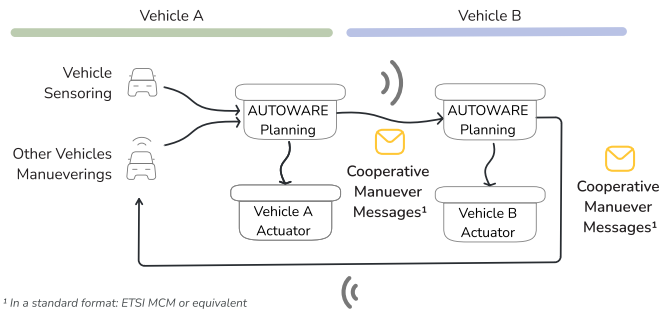 Vehicle A
Vehicle B
Vehicle
Sensoring
AUTOWARE
Planning
AUTOWARE
Planning
Other Vehicles
Manueverings
Cooperative
Manuever
Messages¹
Cooperative
Manuever
Messages¹
Vehicle A
Actuator
Vehicle B
Actuator
¹ In a standard format: ETSI MCM or equivalent